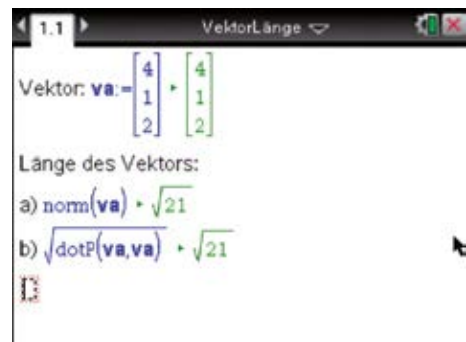 1.1 VektorLänge
Vektor: va:=[4 1 2] ▸ [4 1 2]
Länge des Vektors:
a) norm(va) ▸ √21
b) √dotP(va,va) ▸ √21